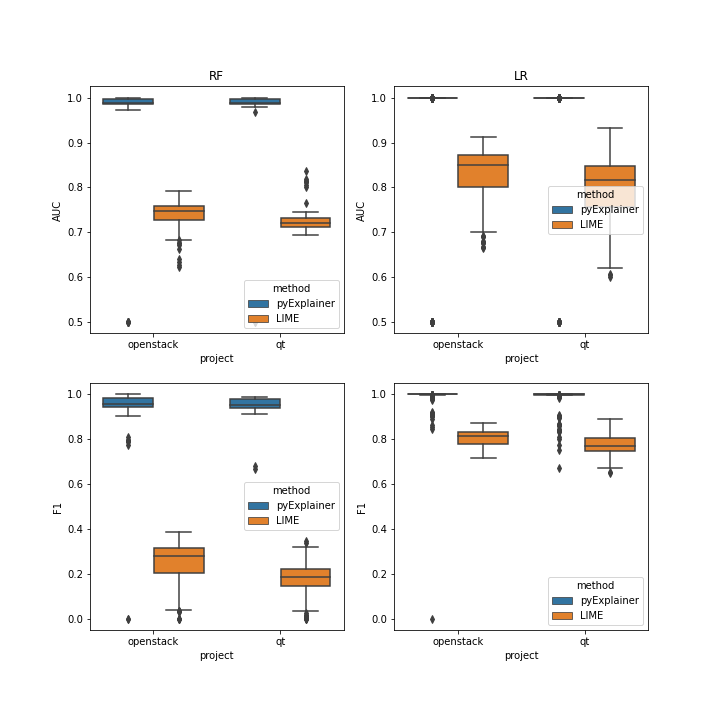 RF
AUC
1.0
0.9
0.8
0.7
0.6
0.5
openstack
qt
project
method
pyExplainer
LIME
LR
AUC
1.0
0.9
0.8
0.7
0.6
0.5
openstack
qt
project
method
pyExplainer
LIME
F1
1.0
0.8
0.6
0.4
0.2
0.0
openstack
qt
project
method
pyExplainer
LIME
F1
1.0
0.8
0.6
0.4
0.2
0.0
openstack
qt
project
method
pyExplainer
LIME